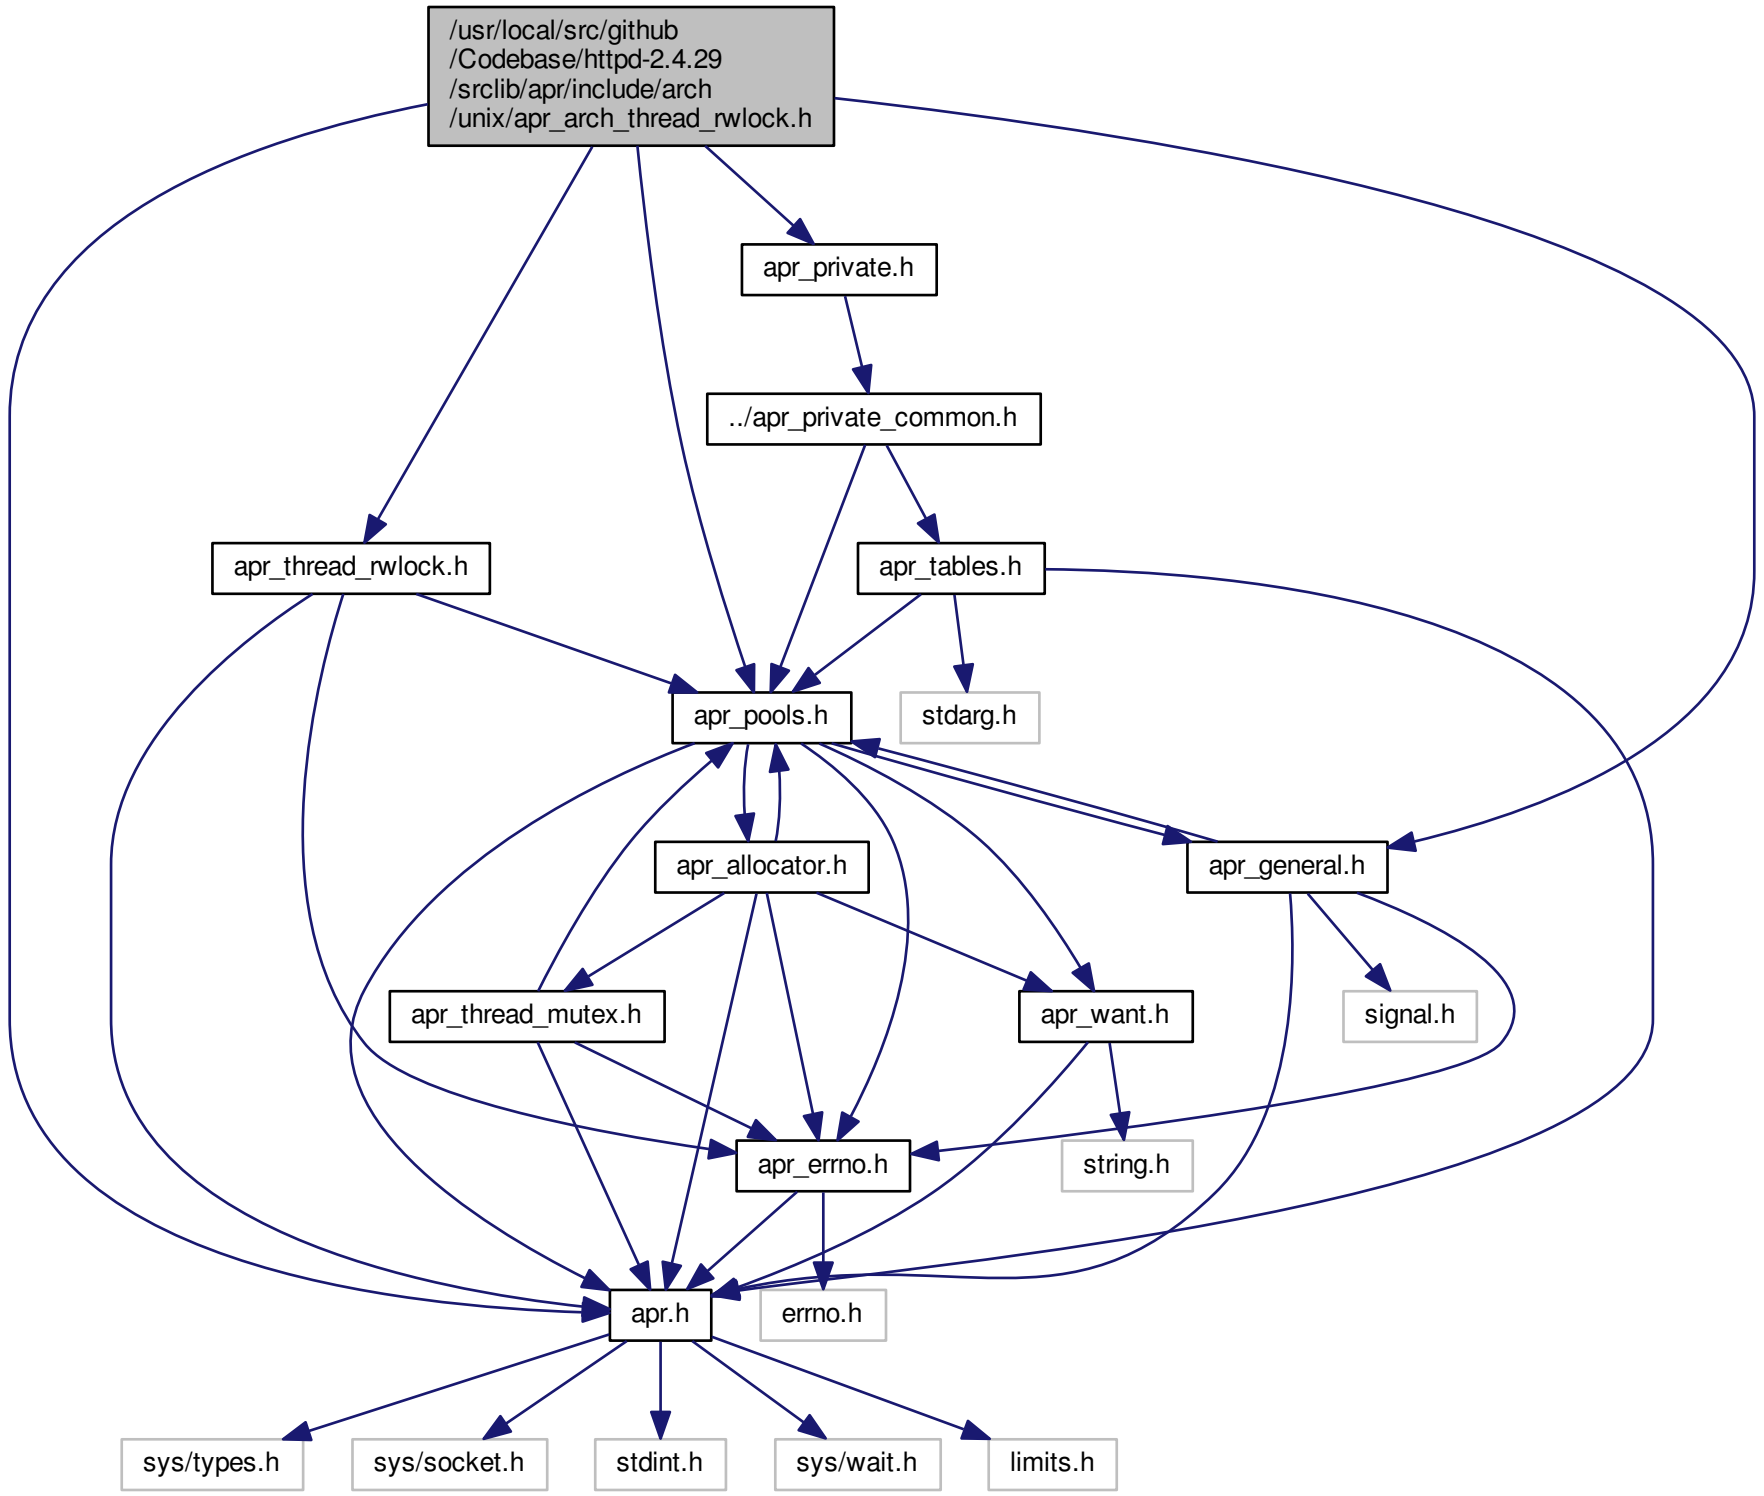 /usr/local/src/github
/Codebase/httpd-2.4.29
/srclib/apr/include/arch
/unix/apr_arch_thread_rwlock.h
apr_private.h
../apr_private_common.h
apr_thread_rwlock.h
apr_tables.h
apr_pools.h
stdarg.h
apr_allocator.h
apr_general.h
apr_thread_mutex.h
apr_want.h
signal.h
apr_errno.h
string.h
apr.h
errno.h
sys/types.h
sys/socket.h
stdint.h
sys/wait.h
limits.h